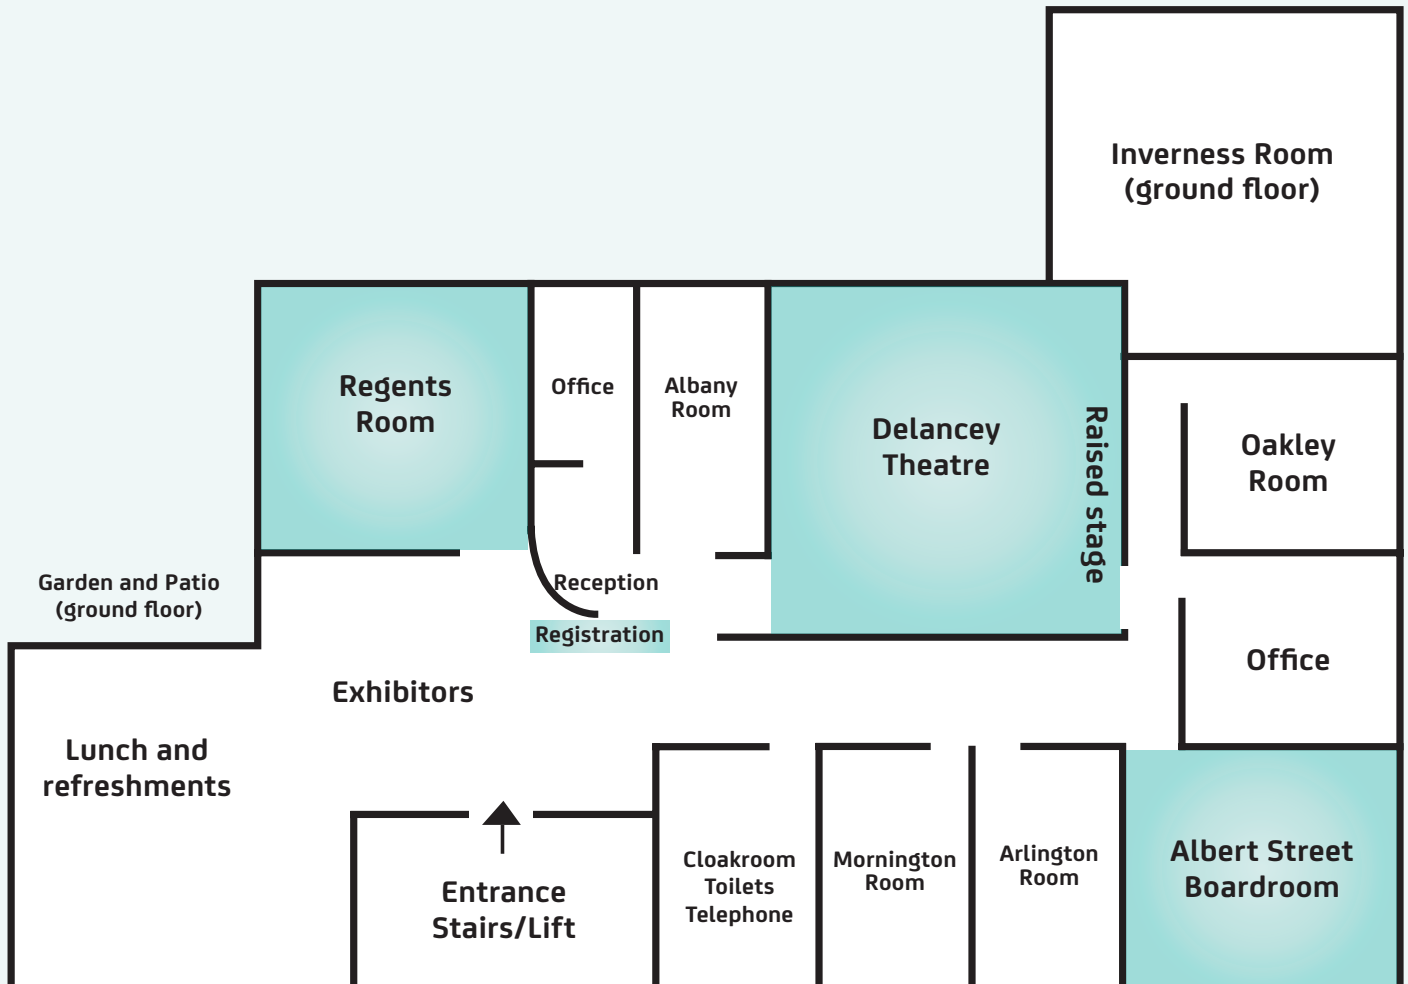 Inverness Room
(ground floor)
Regents
Room
Office
Albany
Room
Delancey
Theatre
Raised stage
Oakley
Room
Garden and Patio
(ground floor)
Reception
Registration
Exhibitors
Office
Lunch and
refreshments
Entrance
Stairs/Lift
Cloakroom
Toilets
Telephone
Mornington
Room
Arlington
Room
Albert Street
Boardroom